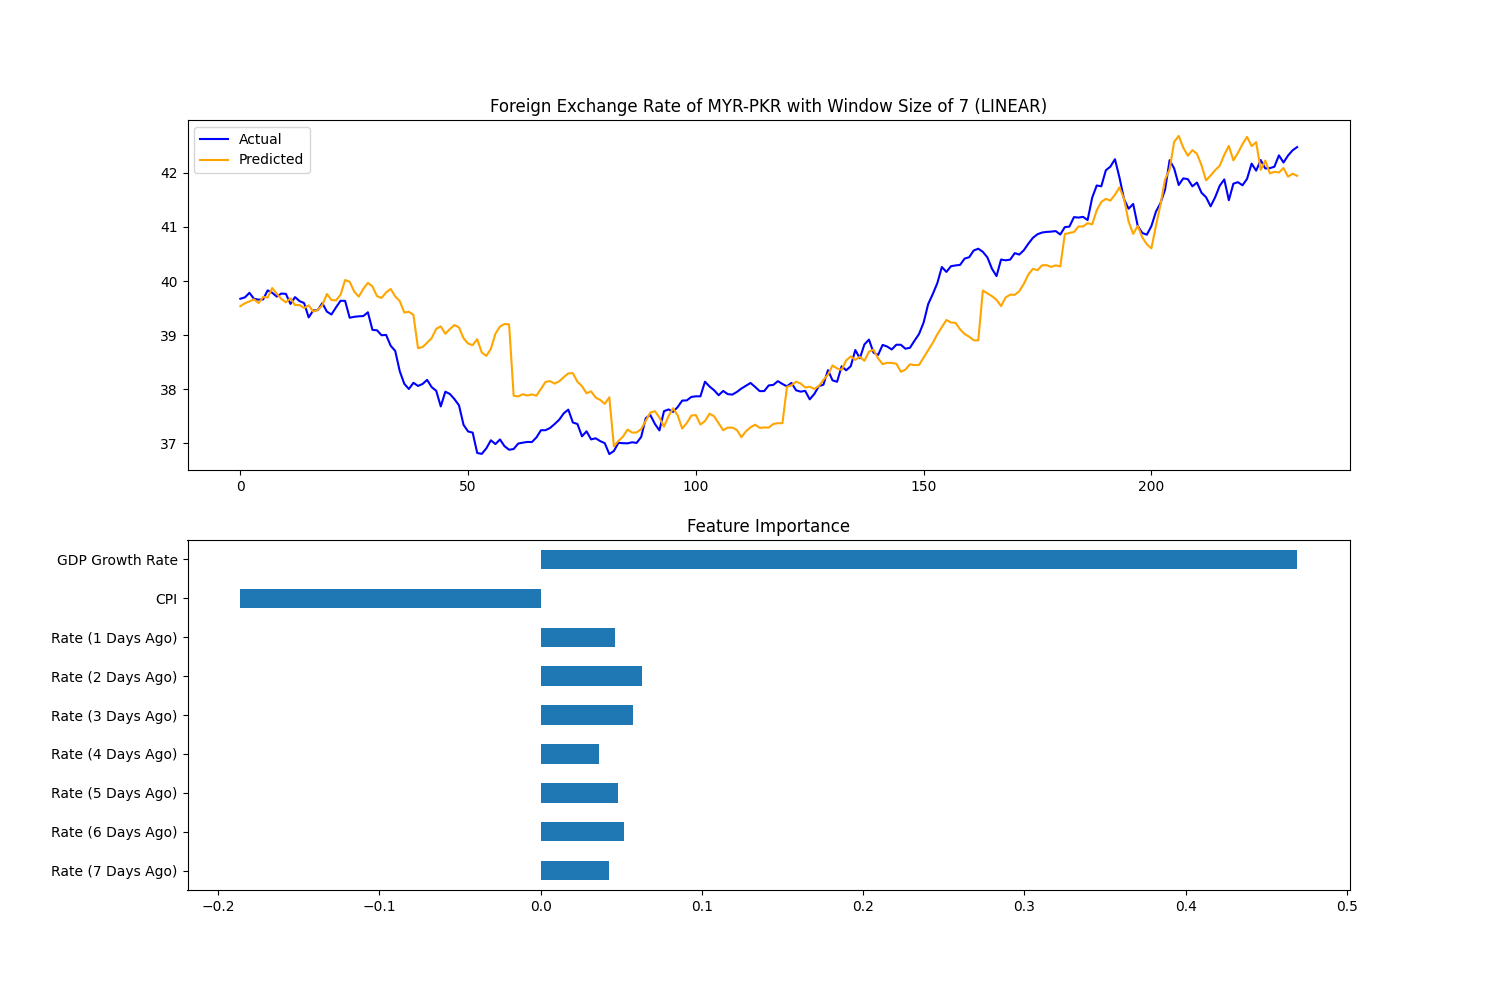 Foreign Exchange Rate of MYR-PKR with Window Size of 7 (LINEAR)
Actual
Predicted
42
41
40
39
38
37
0 50 100 150 200
Feature Importance
GDP Growth Rate
CPI
Rate (1 Days Ago)
Rate (2 Days Ago)
Rate (3 Days Ago)
Rate (4 Days Ago)
Rate (5 Days Ago)
Rate (6 Days Ago)
Rate (7 Days Ago)
−0.2 −0.1 0.0 0.1 0.2 0.3 0.4 0.5